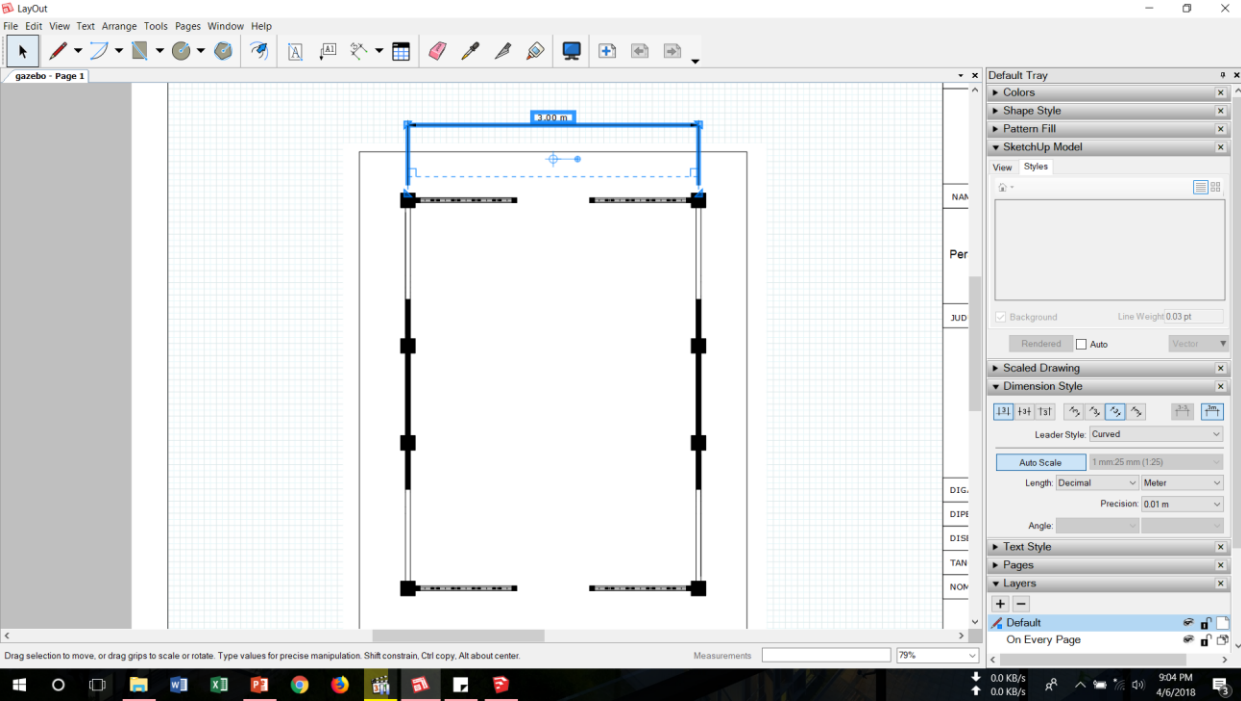 LayOut
File Edit View Text Arrange Tools Pages Window Help
gazebo - Page 1
3.00 m
NAM
Per
JUD
DIG.
DIPE
DISE
TAN
NOM
Default Tray
Colors
Shape Style
Pattern Fill
SketchUp Model
View Styles
Background Line Weight 0.03 pt
Rendered Auto Vector
Scaled Drawing
Dimension Style
Leader Style: Curved
Auto Scale 1 mm:25 mm (1:25)
Length: Decimal Meter
Precision: 0.01 m
Angle:
Text Style
Pages
Layers
Default
On Every Page
Drag selection to move, or drag grips to scale or rotate. Type values for precise manipulation. Shift constrain, Ctrl copy, Alt about center.
Measurements 79%
0.0 KB/s
0.0 KB/s
9:04 PM
4/6/2018
3